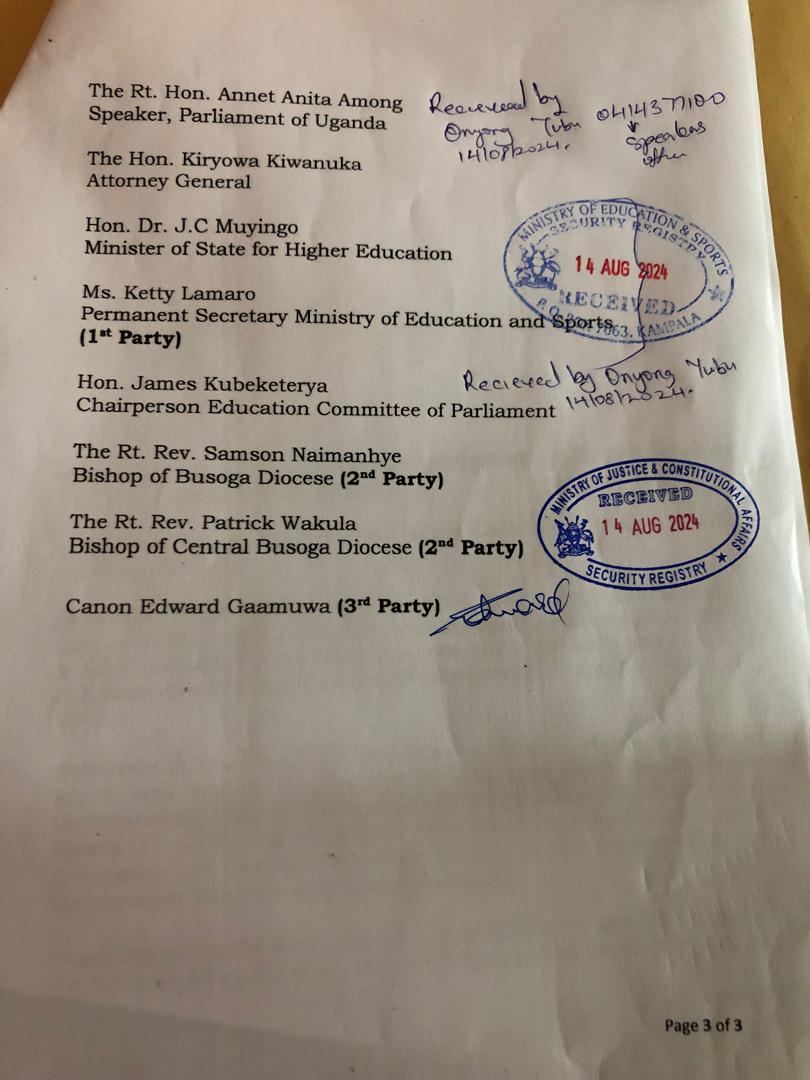 The Rt. Hon. Annet Anita Among
Speaker, Parliament of Uganda
Recieveed by
Onyong Tubu
14/08/2024.
0414377100
Speakers
office
The Hon. Kiryowa Kiwanuka
Attorney General
Hon. Dr. J.C Muyingo
Minister of State for Higher Education
MINISTRY OF EDUCATION & SPORTS
SECURITY REGISTRY
14 AUG 2024
RECEIVED
7063, KAMPALA
Ms. Ketty Lamaro
Permanent Secretary Ministry of Education and Sports
(1st Party)
Hon. James Kubeketerya
Chairperson Education Committee of Parliament
Recieved by Onyong Tubu
14/08/2024.
The Rt. Rev. Samson Naimanhye
Bishop of Busoga Diocese (2nd Party)
The Rt. Rev. Patrick Wakula
Bishop of Central Busoga Diocese (2nd Party)
MINISTRY OF JUSTICE & CONSTITUTIONAL AFFAIRS
RECEIVED
14 AUG 2024
SECURITY REGISTRY
Canon Edward Gaamuwa (3rd Party)
Page 3 of 3